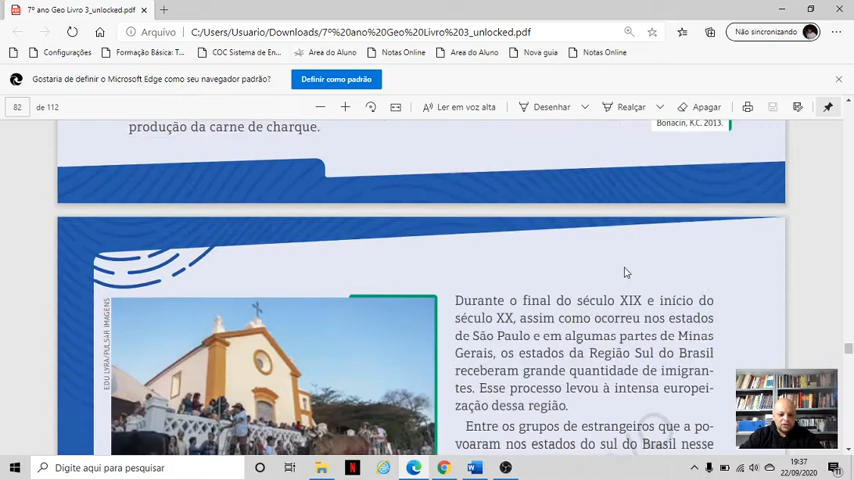 7º ano Geo Livro 3_unlocked.pdf
Arquivo
C:/Users/Usuario/Downloads/7º%20ano%20Geo%20Livro%203_unlocked.pdf
Não sincronizando
Configurações
Formação Básica: T...
COC Sistema de En...
Area do Aluno
Notas Online
Area do Aluno
Nova guia
Notas Online
Gostaria de definir o Microsoft Edge como seu navegador padrão?
Definir como padrão
82
de 112
Ler em voz alta
Desenhar
Realçar
Apagar
produção da carne de charque.
Bonacin, K.C. 2013.
EDU LYRA/PULSAR IMAGENS
Durante o final do século XIX e início do
século XX, assim como ocorreu nos estados
de São Paulo e em algumas partes de Minas
Gerais, os estados da Região Sul do Brasil
receberam grande quantidade de imigran-
tes. Esse processo levou à intensa europei-
zação dessa região.
Entre os grupos de estrangeiros que a po-
voaram nos estados do sul do Brasil nesse
Digite aqui para pesquisar
19:37
22/09/2020